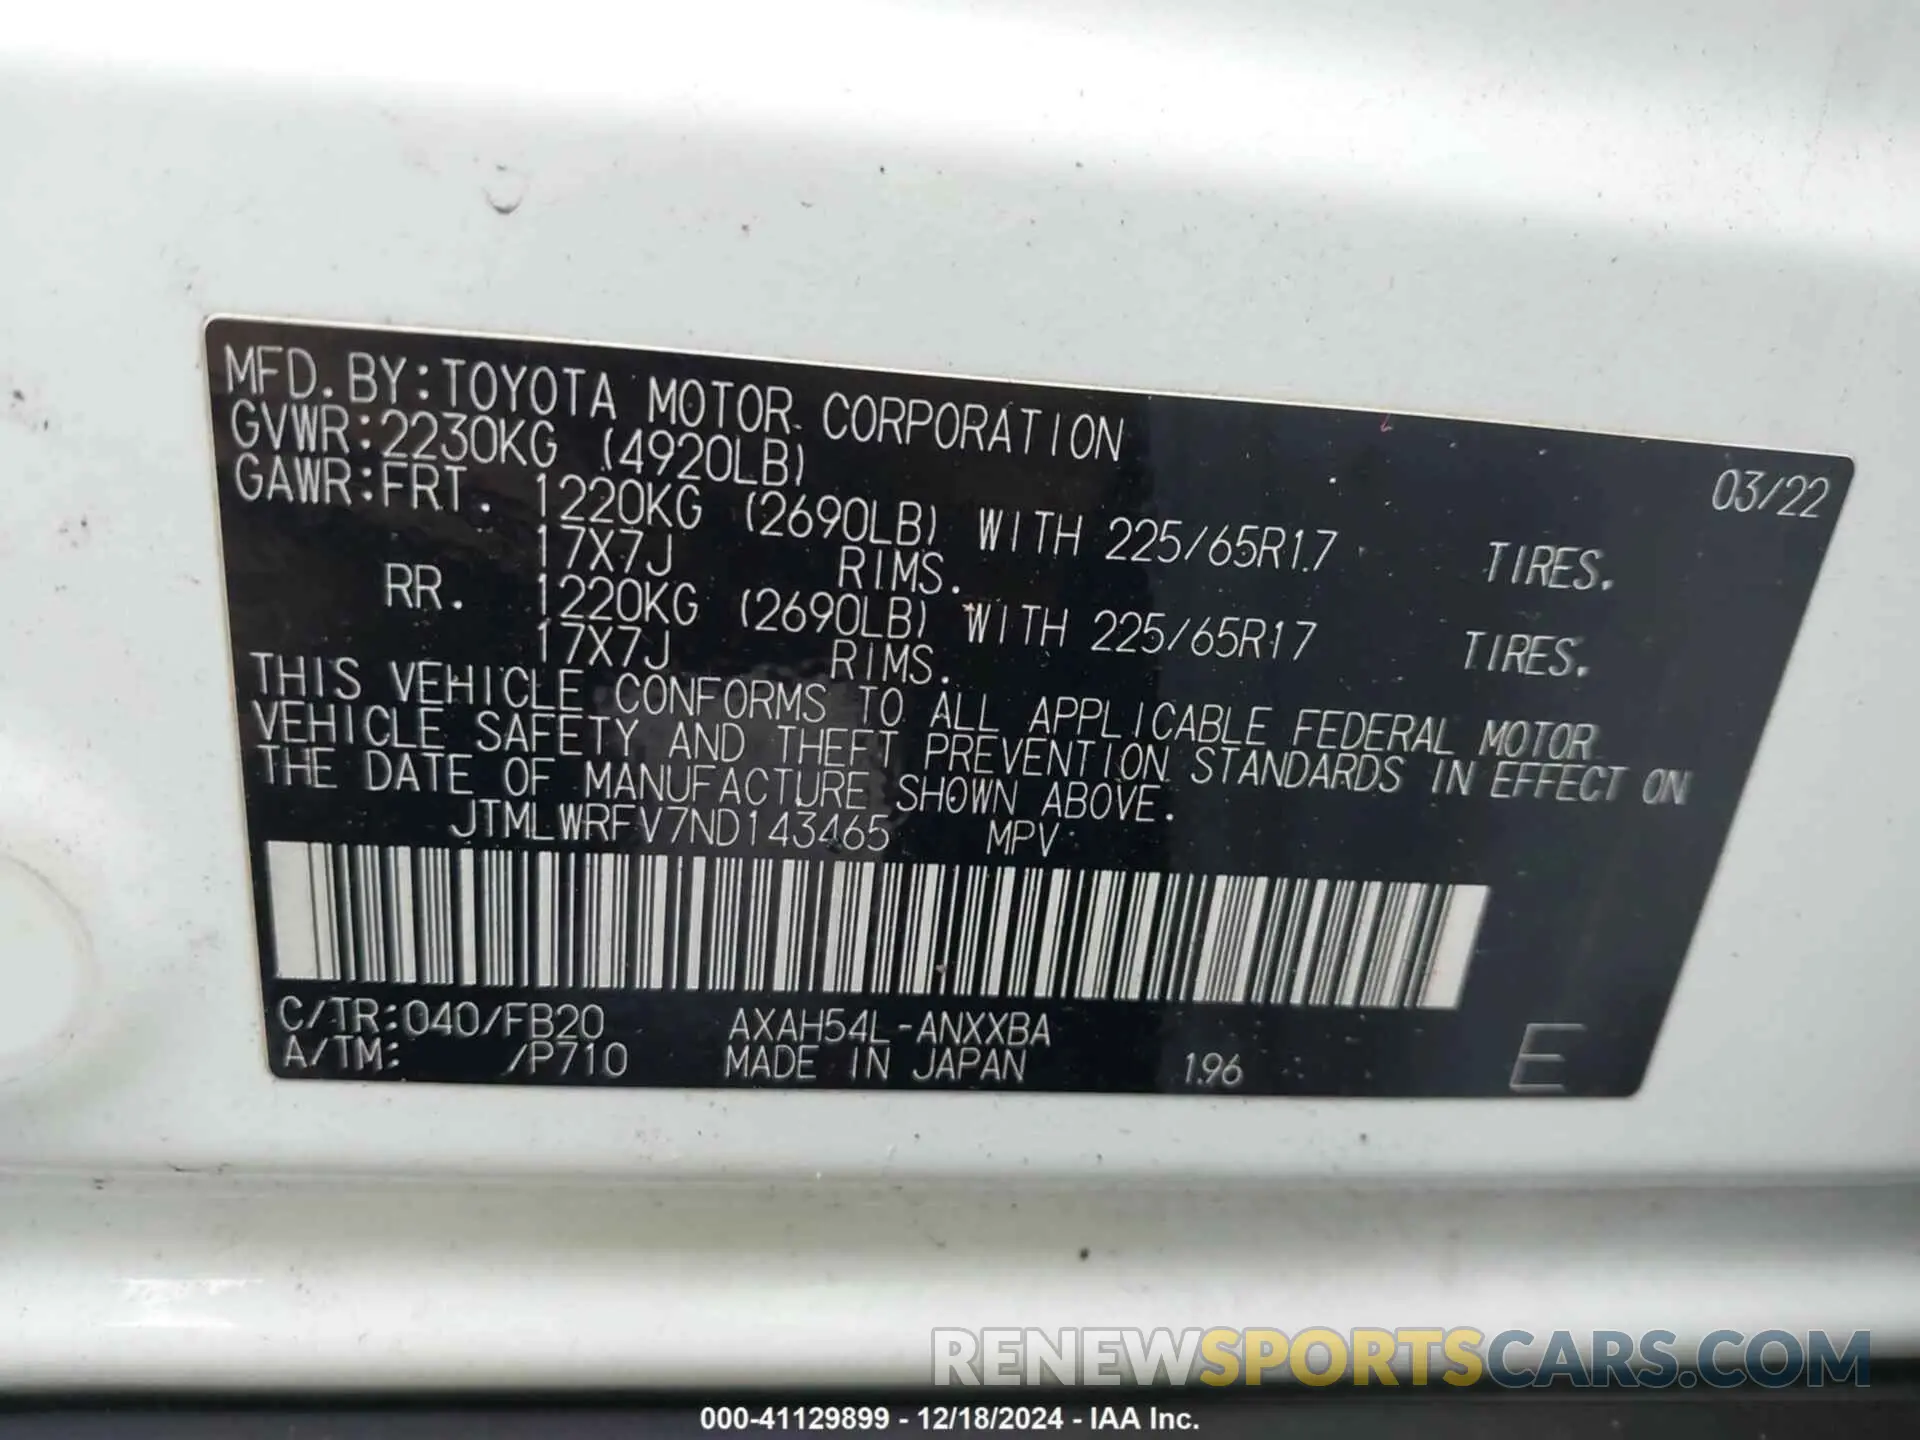 MFD.BY:TOYOTA MOTOR CORPORATION 03/22
GVWR:2230KG (4920LB)
GAWR:FRT. 1220KG (2690LB) WITH 225/65R17 TIRES.
17X7J RIMS.
RR. 1220KG (2690LB) WITH 225/65R17 TIRES.
17X7J RIMS.
THIS VEHICLE CONFORMS TO ALL APPLICABLE FEDERAL MOTOR
VEHICLE SAFETY AND THEFT PREVENTION STANDARDS IN EFFECT ON
THE DATE OF MANUFACTURE SHOWN ABOVE.
JTMLWRFV7ND143465 MPV
C/TR:040/FB20 AXAH54L-ANXXBA
A/TM: /P710 MADE IN JAPAN 1.96 E
RENEWSPORTSCARS.COM
000-41129899 - 12/18/2024 - IAA Inc.